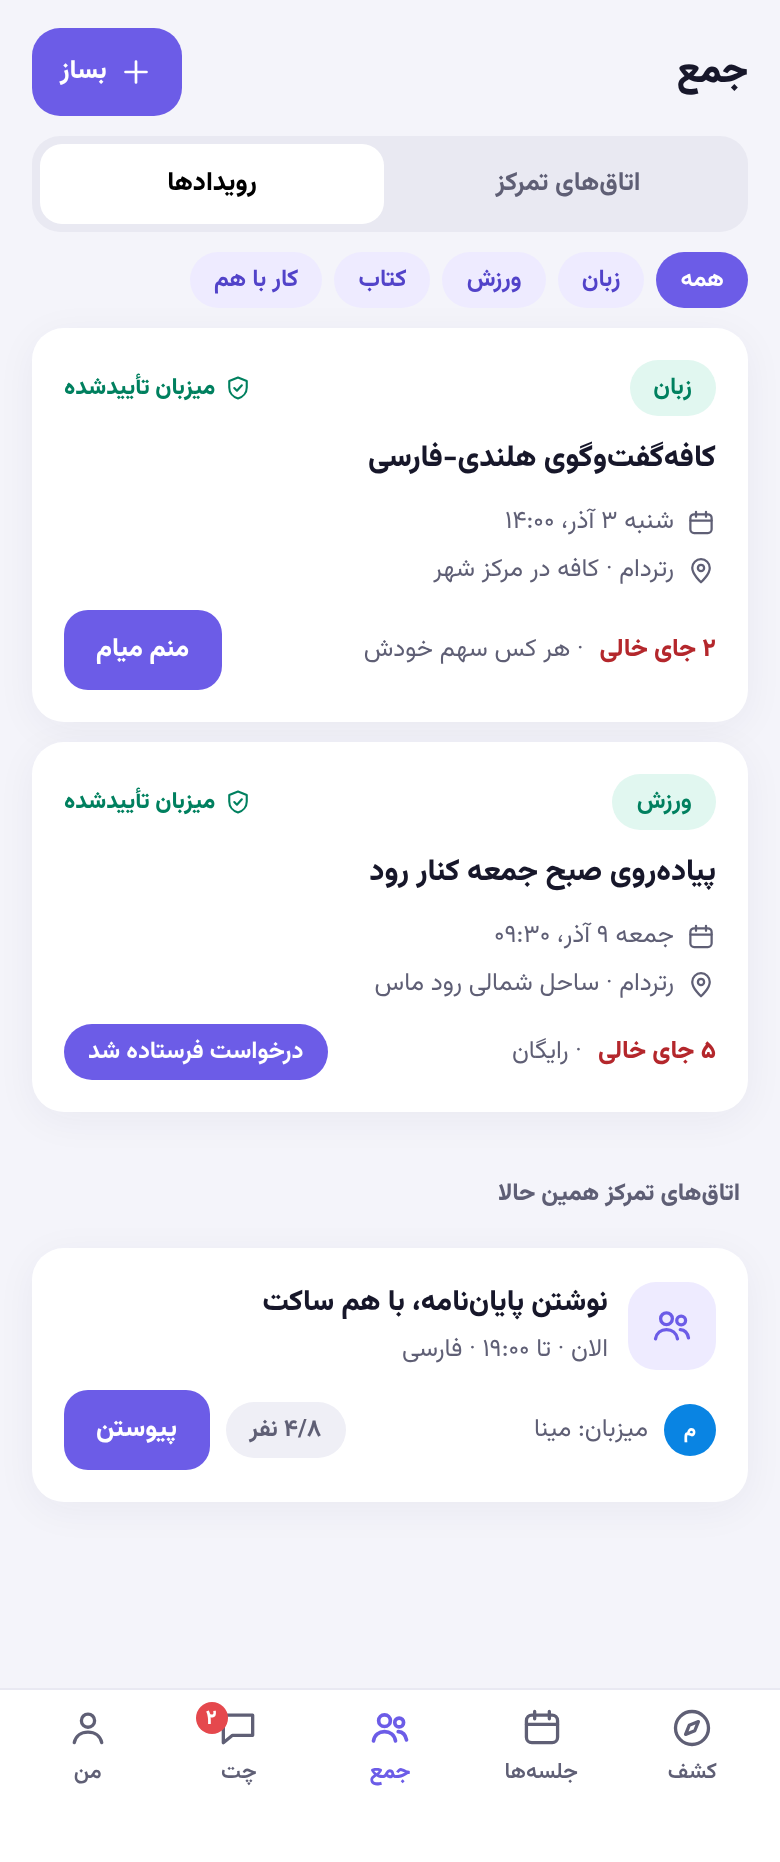 جمع
بساز
اتاق‌های تمرکز
رویدادها
همه
زبان
ورزش
کتاب
کار با هم
زبان
میزبان تأییدشده
کافه‌گفت‌وگوی هلندی-فارسی
شنبه ۳ آذر، ۱۴:۰۰
رتردام · کافه در مرکز شهر
۲ جای خالی · هر کس سهم خودش
منم میام
ورزش
میزبان تأییدشده
پیاده‌روی صبح جمعه کنار رود
جمعه ۹ آذر، ۰۹:۳۰
رتردام · ساحل شمالی رود ماس
۵ جای خالی · رایگان
درخواست فرستاده شد
اتاق‌های تمرکز همین حالا
نوشتن پایان‌نامه، با هم ساکت
الان · تا ۱۹:۰۰ · فارسی
م
میزبان: مینا
۴/۸ نفر
پیوستن
کشف
جلسه‌ها
جمع
۲
چت
من